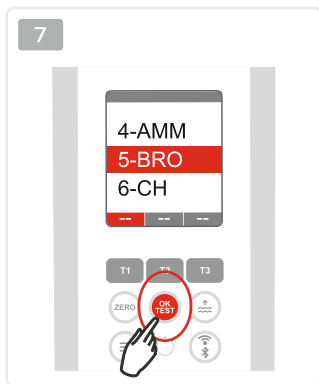 7
4-AMM
5-BRO
6-CH
-- -- --
T1 T2 T3
ZERO OK TEST